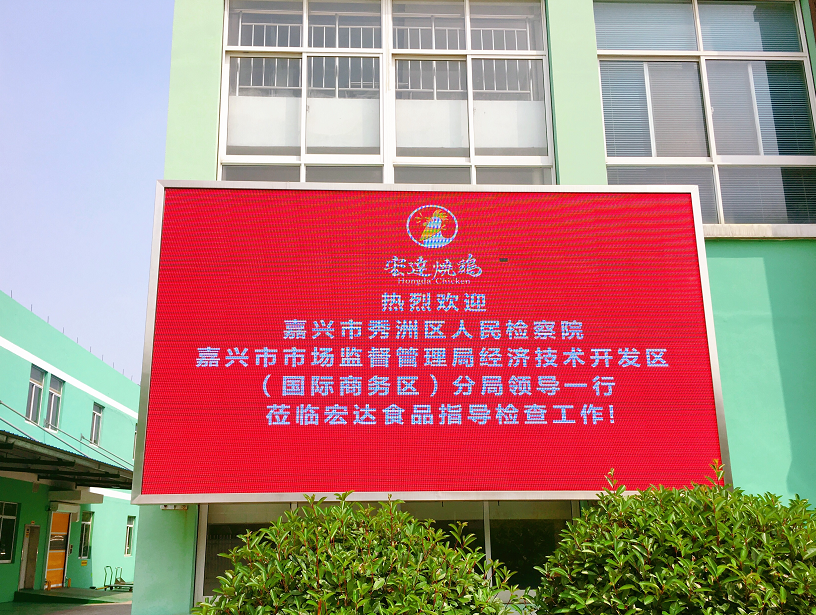 宏達燒鷄
Hongda Chicken
热烈欢迎
嘉兴市秀洲区人民检察院
嘉兴市市场监督管理局经济技术开发区
（国际商务区）分局领导一行
莅临宏达食品指导检查工作!